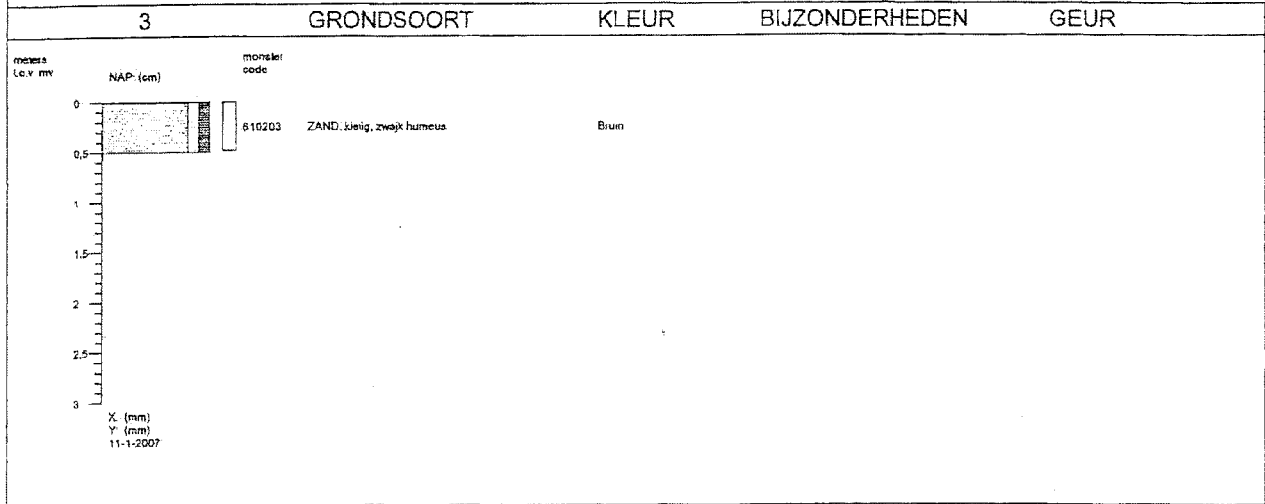 3 GRONDSOORT KLEUR BIJZONDERHEDEN GEUR
meters monster
t.o.v. mv NAP: (cm) code
0
610203 ZAND, kleiig, zwak humeus Bruin
0,5
1
1.5
2
2.5
3
X: (mm)
Y: (mm)
11-1-2007